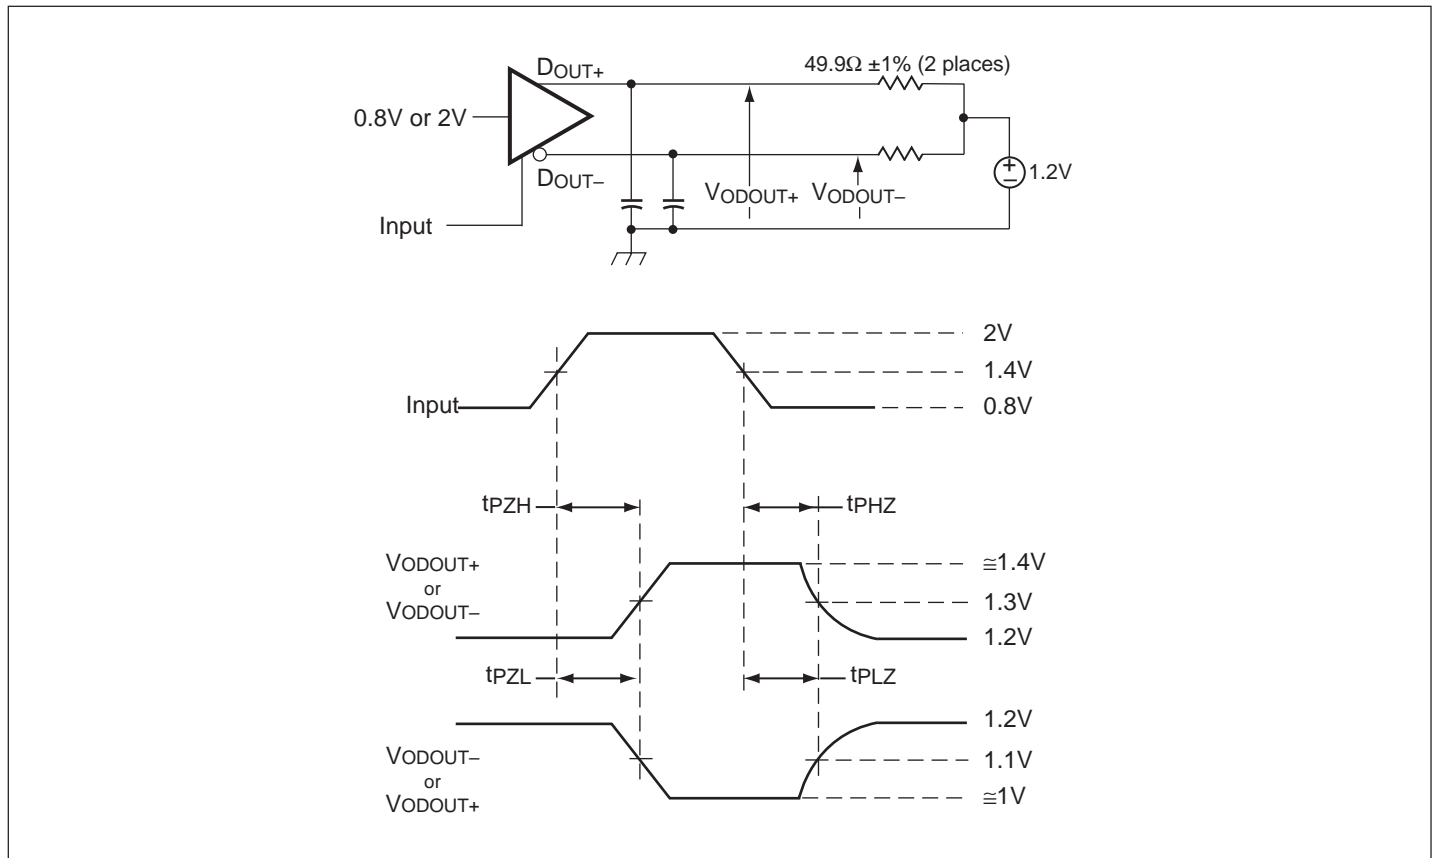 DOUT+
49.9Ω ±1% (2 places)
0.8V or 2V
DOUT–
VODOUT+
VODOUT–
+
–
1.2V
Input
2V
1.4V
Input
0.8V
tPZH
tPHZ
VODOUT+
or
VODOUT–
≅1.4V
1.3V
1.2V
tPZL
tPLZ
VODOUT–
or
VODOUT+
1.2V
1.1V
≅1V